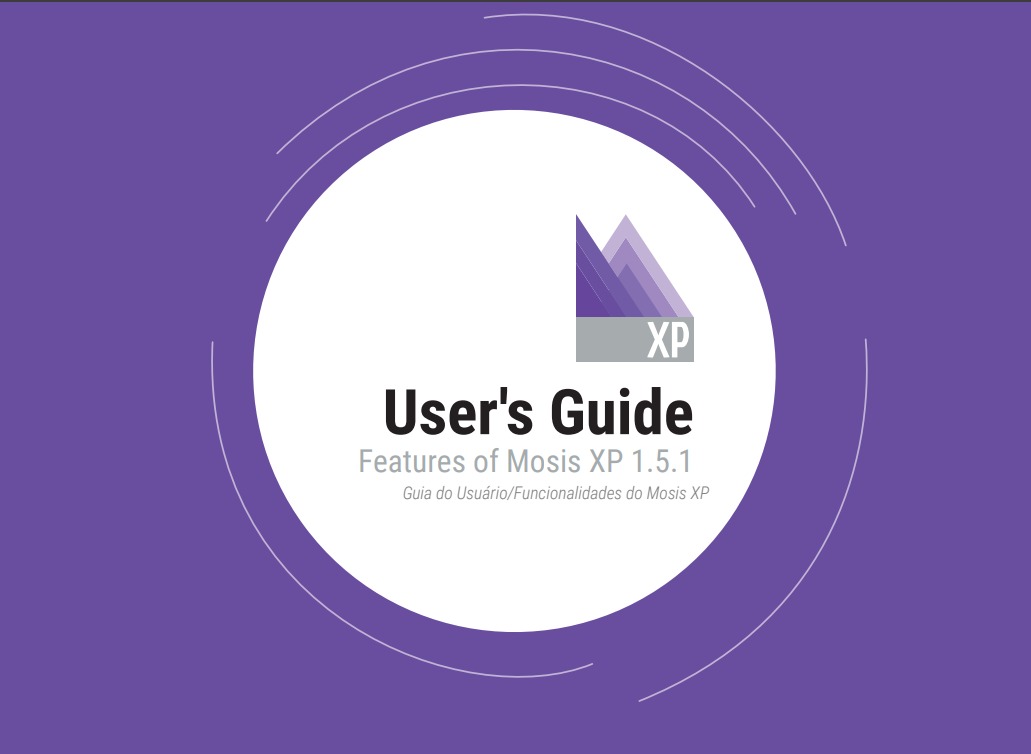 XP
User's Guide
Features of Mosis XP 1.5.1
Guia do Usuário/Funcionalidades do Mosis XP